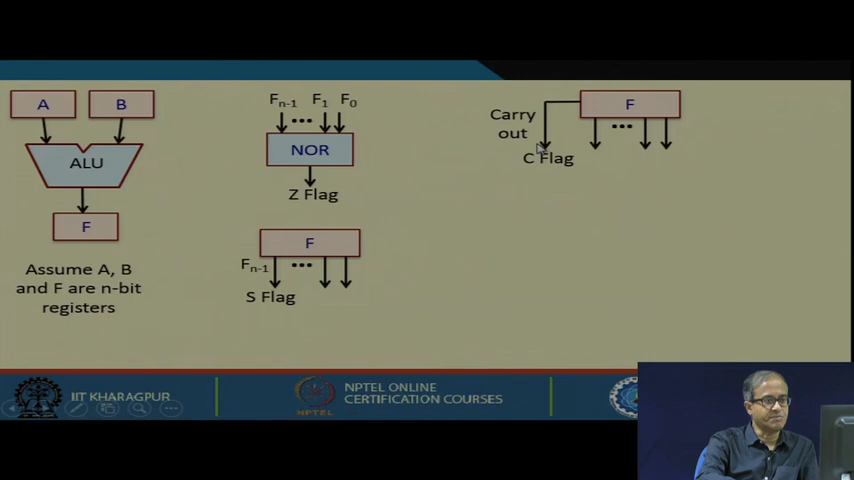 A
B
ALU
F
Assume A, B
and F are n-bit
registers
Fn-1 F1 F0
NOR
Z Flag
F
Fn-1
S Flag
F
Carry
out
C Flag
IIT KHARAGPUR
NPTEL
NPTEL ONLINE
CERTIFICATION COURSES